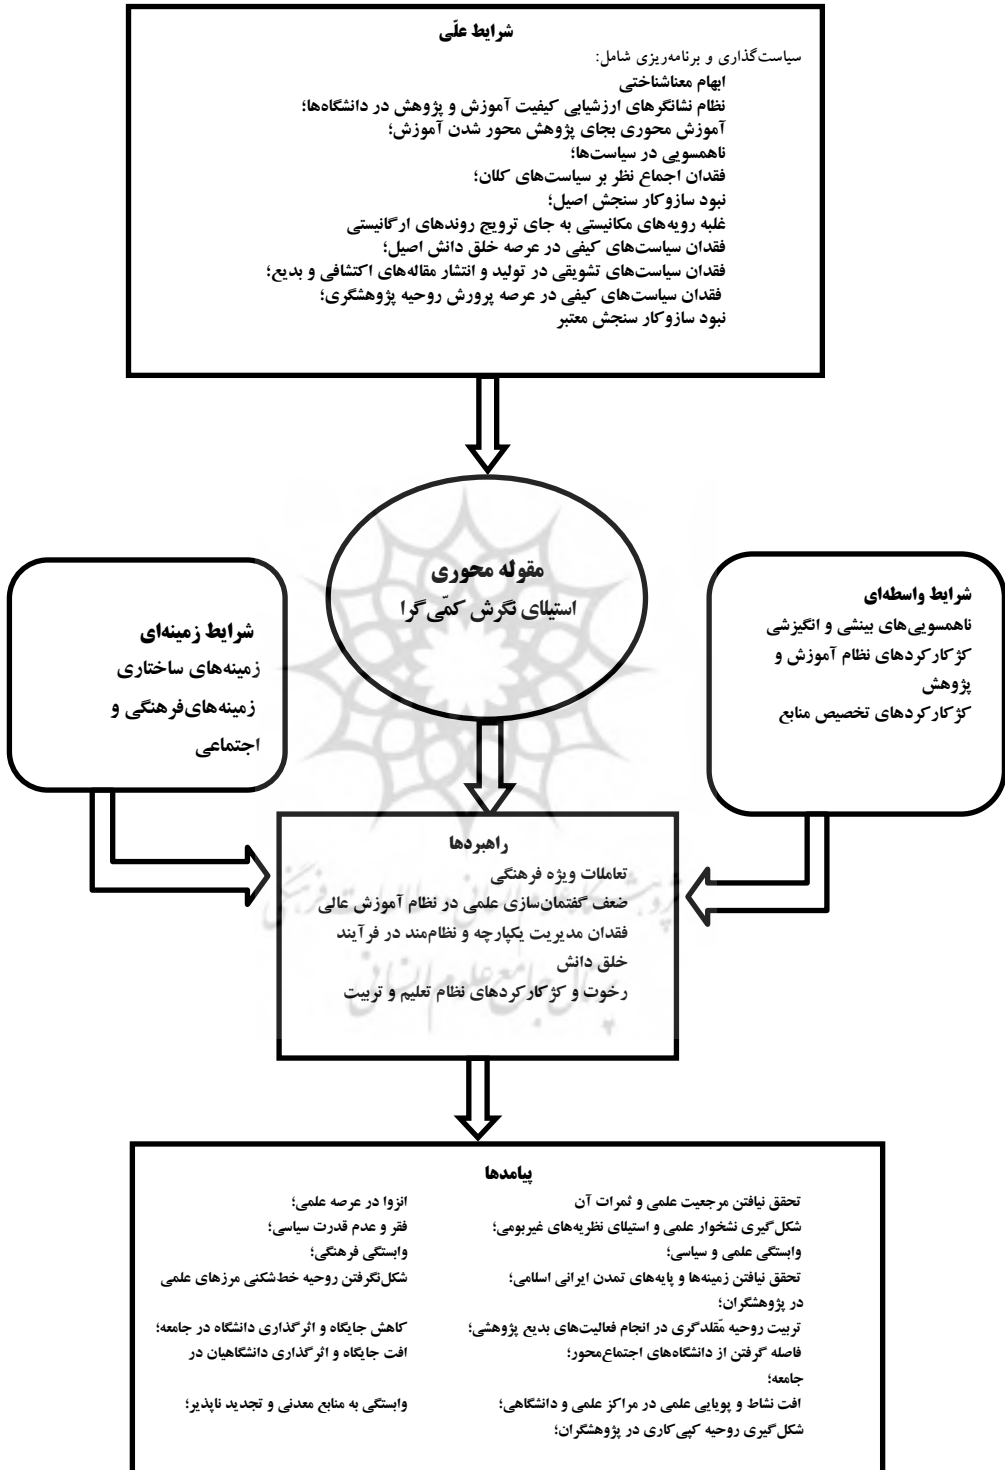 شرایط علّی
سیاست‌گذاری و برنامه‌ریزی شامل:
ابهام معناشناختی
نظام نشانگرهای ارزشیابی کیفیت آموزش و پژوهش در دانشگاه‌ها؛
آموزش محوری بجای پژوهش محور شدن آموزش؛
ناهمسویی در سیاست‌ها؛
فقدان اجماع نظر بر سیاست‌های کلان؛
نبود سازوکار سنجش اصیل؛
غلبه رویه‌های مکانیستی به جای ترویج روندهای ارگانیستی
فقدان سیاست‌های کیفی در عرصه خلق دانش اصیل؛
فقدان سیاست‌های تشویقی در تولید و انتشار مقاله‌های اکتشافی و بدیع؛
فقدان سیاست‌های کیفی در عرصه پرورش روحیه پژوهشگری؛
نبود سازوکار سنجش معتبر
مقوله محوری
استیلای نگرش کمّی‌گرا
شرایط واسطه‌ای
ناهمسویی‌های بینشی و انگیزشی
کژکارکردهای نظام آموزش و
پژوهش
کژکارکردهای تخصیص منابع
شرایط زمینه‌ای
زمینه‌های ساختاری
زمینه‌های‌فرهنگی و
اجتماعی
راهبردها
تعاملات ویژه فرهنگی
ضعف گفتمان‌سازی علمی در نظام آموزش عالی
فقدان مدیریت یکپارچه و نظام‌مند در فرآیند
خلق دانش
رخوت و کژکارکردهای نظام تعلیم و تربیت
پژوهشگاه علوم انسانی و مطالعات فرهنگی
پرتال جامع علوم انسانی
پیامدها
تحقق نیافتن مرجعیت علمی و ثمرات آن انزوا در عرصه علمی؛
شکل‌گیری نشخوار علمی و استیلای نظریه‌های غیربومی؛ فقر و عدم قدرت سیاسی؛
وابستگی علمی و سیاسی؛ وابستگی فرهنگی؛
تحقق نیافتن زمینه‌ها و پایه‌های تمدن ایرانی اسلامی؛ شکل‌نگرفتن روحیه خط‌شکنی مرزهای علمی
در پژوهشگران؛
تربیت روحیه مّقلدگری در انجام فعالیت‌های بدیع پژوهشی؛ کاهش جایگاه و اثرگذاری دانشگاه در جامعه؛
فاصله گرفتن از دانشگاه‌های اجتماع‌محور؛ افت جایگاه و اثرگذاری دانشگاهیان در
جامعه؛
افت نشاط و پویایی علمی در مراکز علمی و دانشگاهی؛ وابستگی به منابع معدنی و تجدید ناپذیر؛
شکل‌گیری روحیه کپی‌کاری در پژوهشگران؛